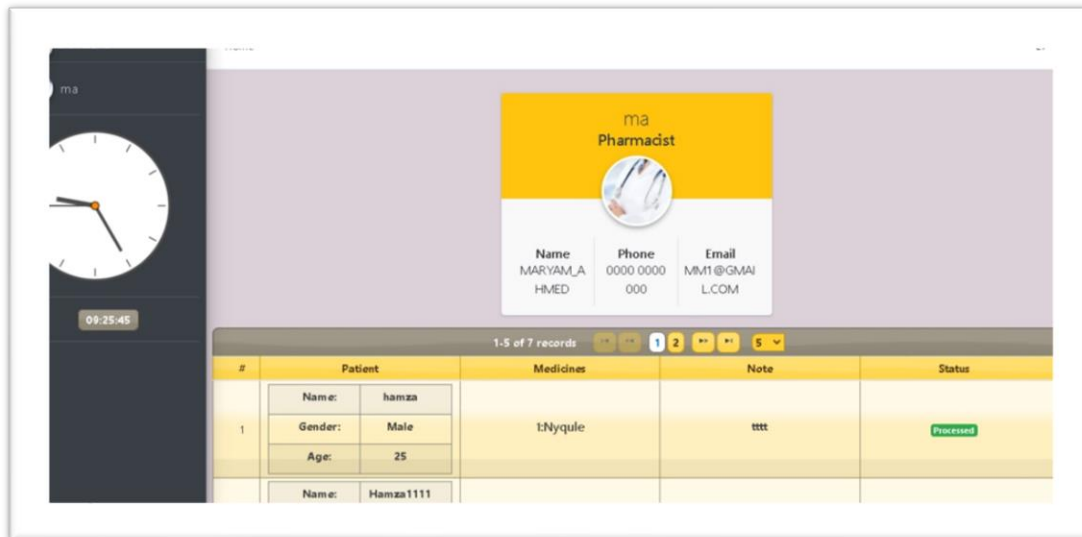 ma
ma
Pharmacist
Name Phone Email
MARYAM_A 0000 0000 MM1@GMAI
HMED 000 L.COM
09:25:45
1-5 of 7 records 1 2 5
# Patient Medicines Note Status
Name: hamza
1 Gender: Male 1:Nyqule tttt Processed
Age: 25
Name: Hamza1111